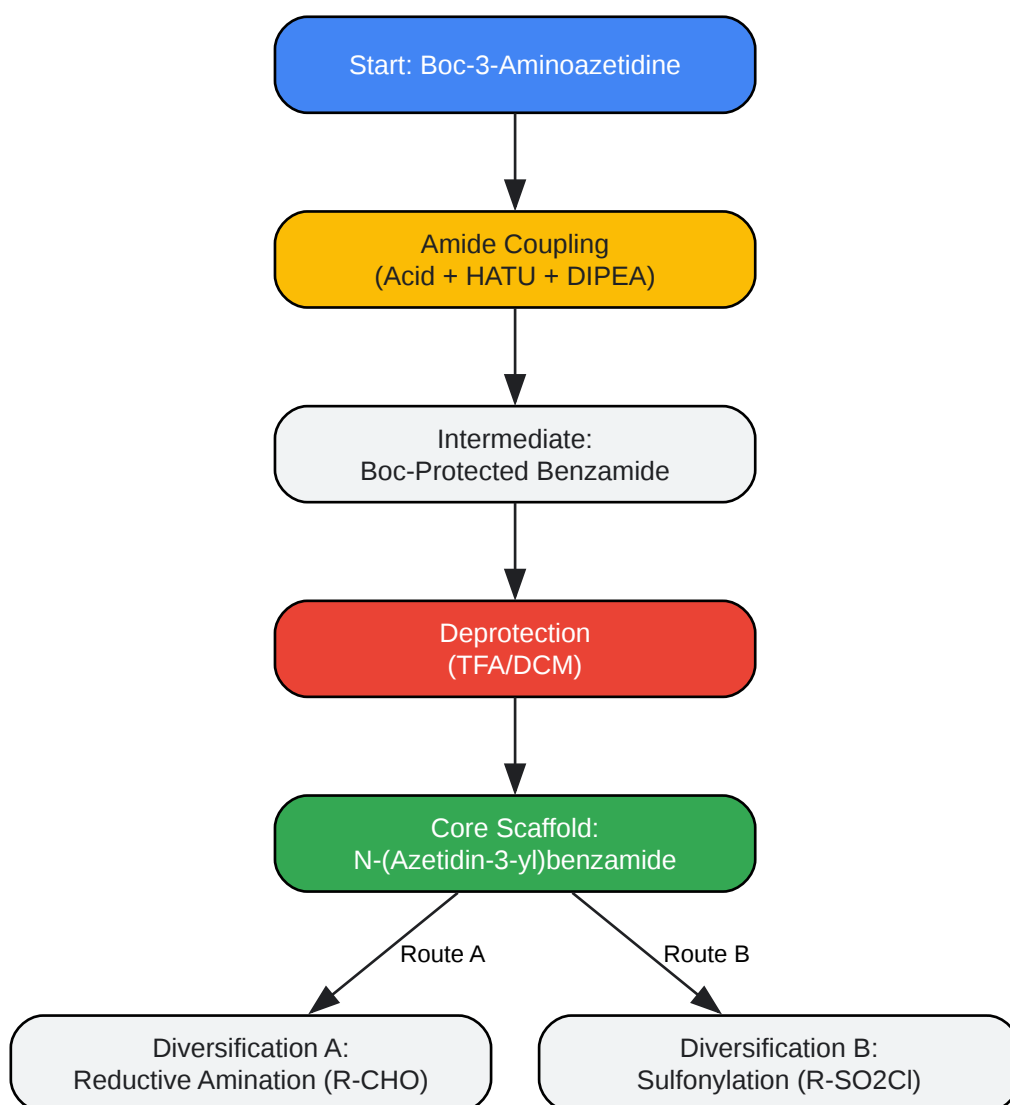 Start: Boc-3-Aminoazetidine
Amide Coupling
(Acid + HATU + DIPEA)
Intermediate:
Boc-Protected Benzamide
Deprotection
(TFA/DCM)
Core Scaffold:
N-(Azetidin-3-yl)benzamide
Route A
Route B
Diversification A:
Reductive Amination (R-CHO)
Diversification B:
Sulfonylation (R-SO2Cl)